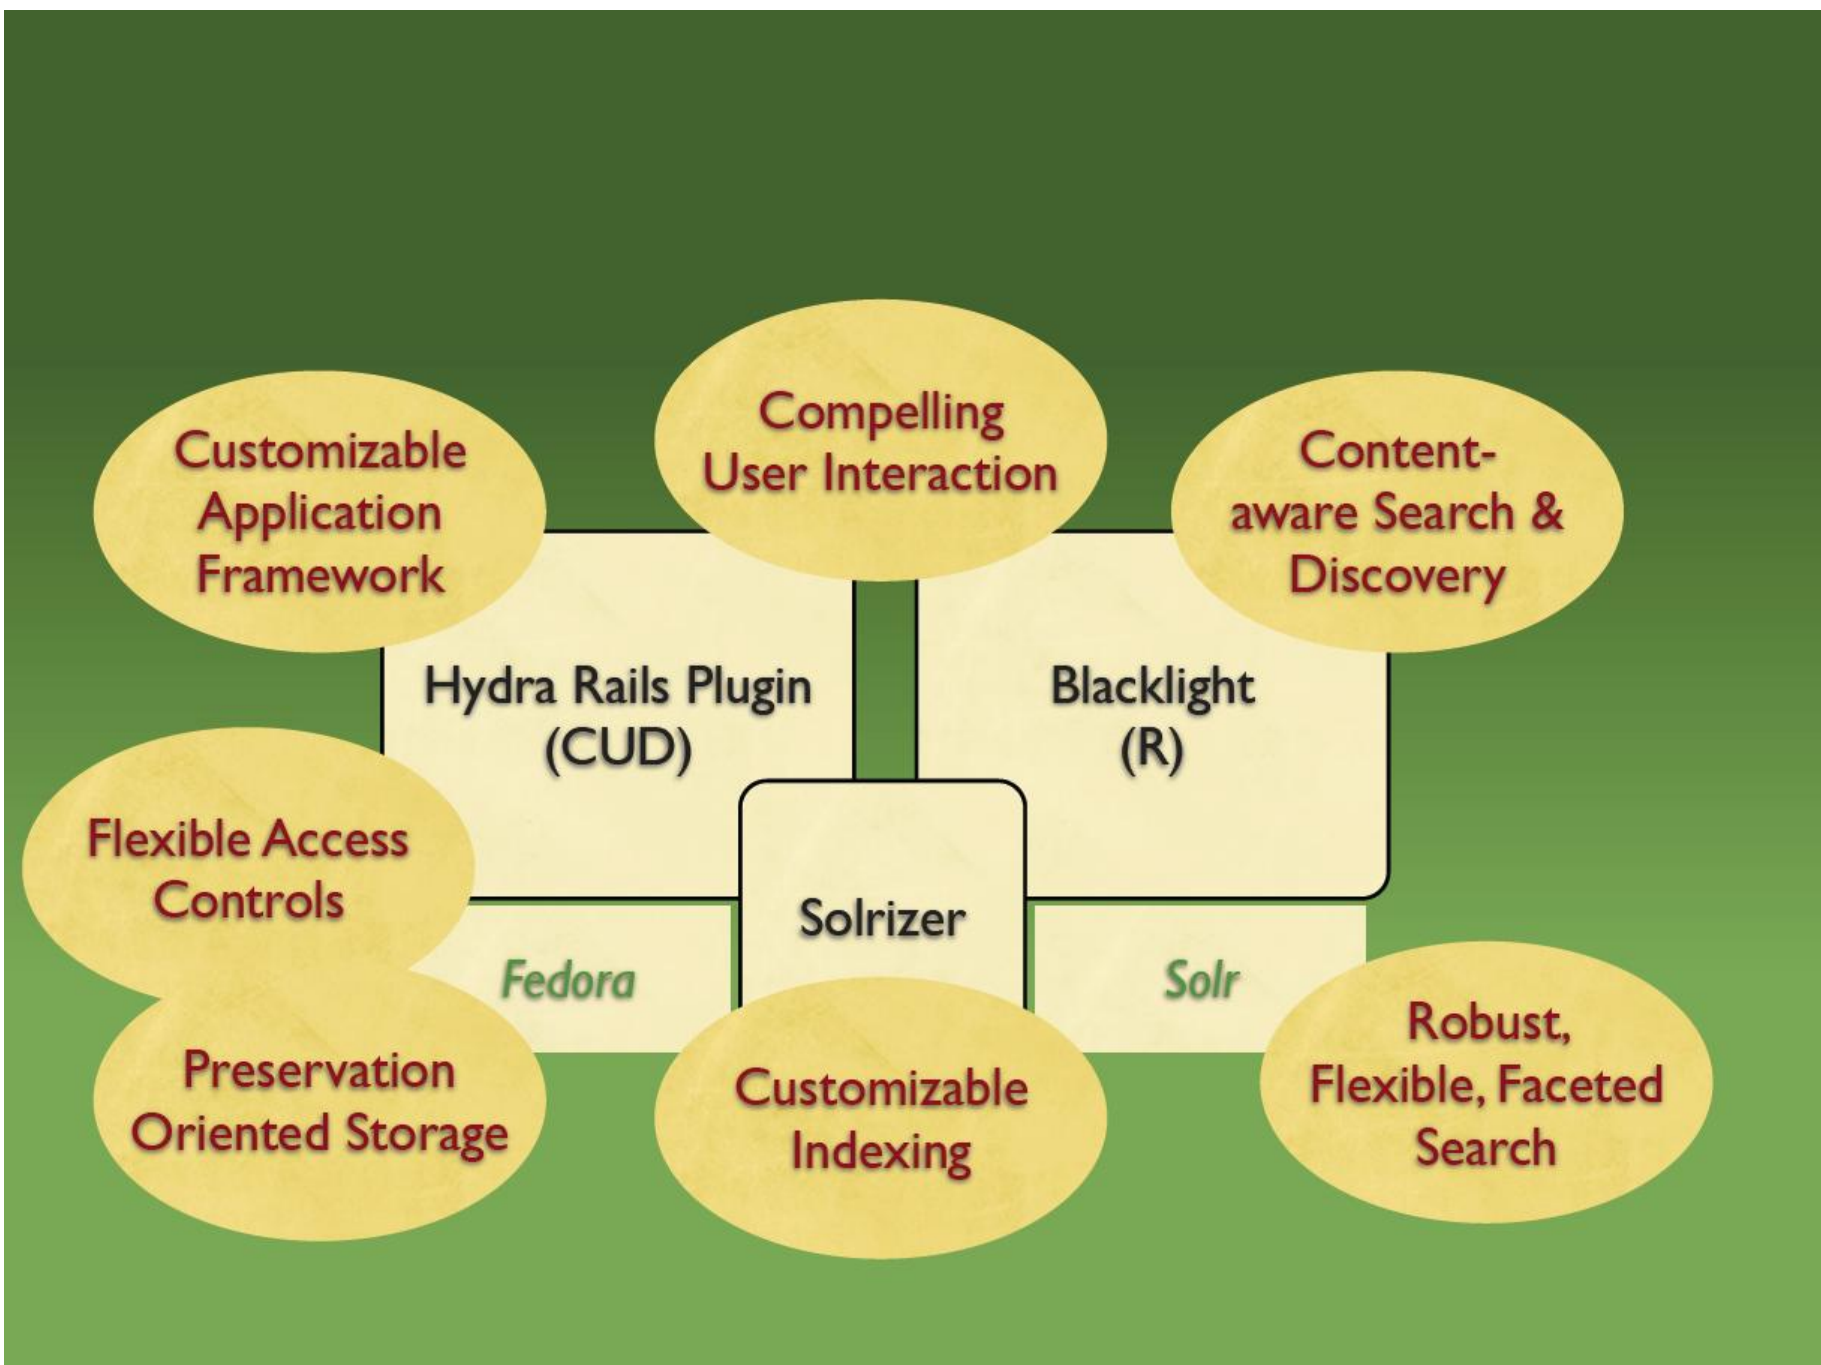 Compelling
User Interaction
Customizable
Application
Framework
Content-
aware Search &
Discovery
Hydra Rails Plugin
(CUD)
Blacklight
(R)
Flexible Access
Controls
Solrizer
Fedora
Solr
Preservation
Oriented Storage
Customizable
Indexing
Robust,
Flexible, Faceted
Search